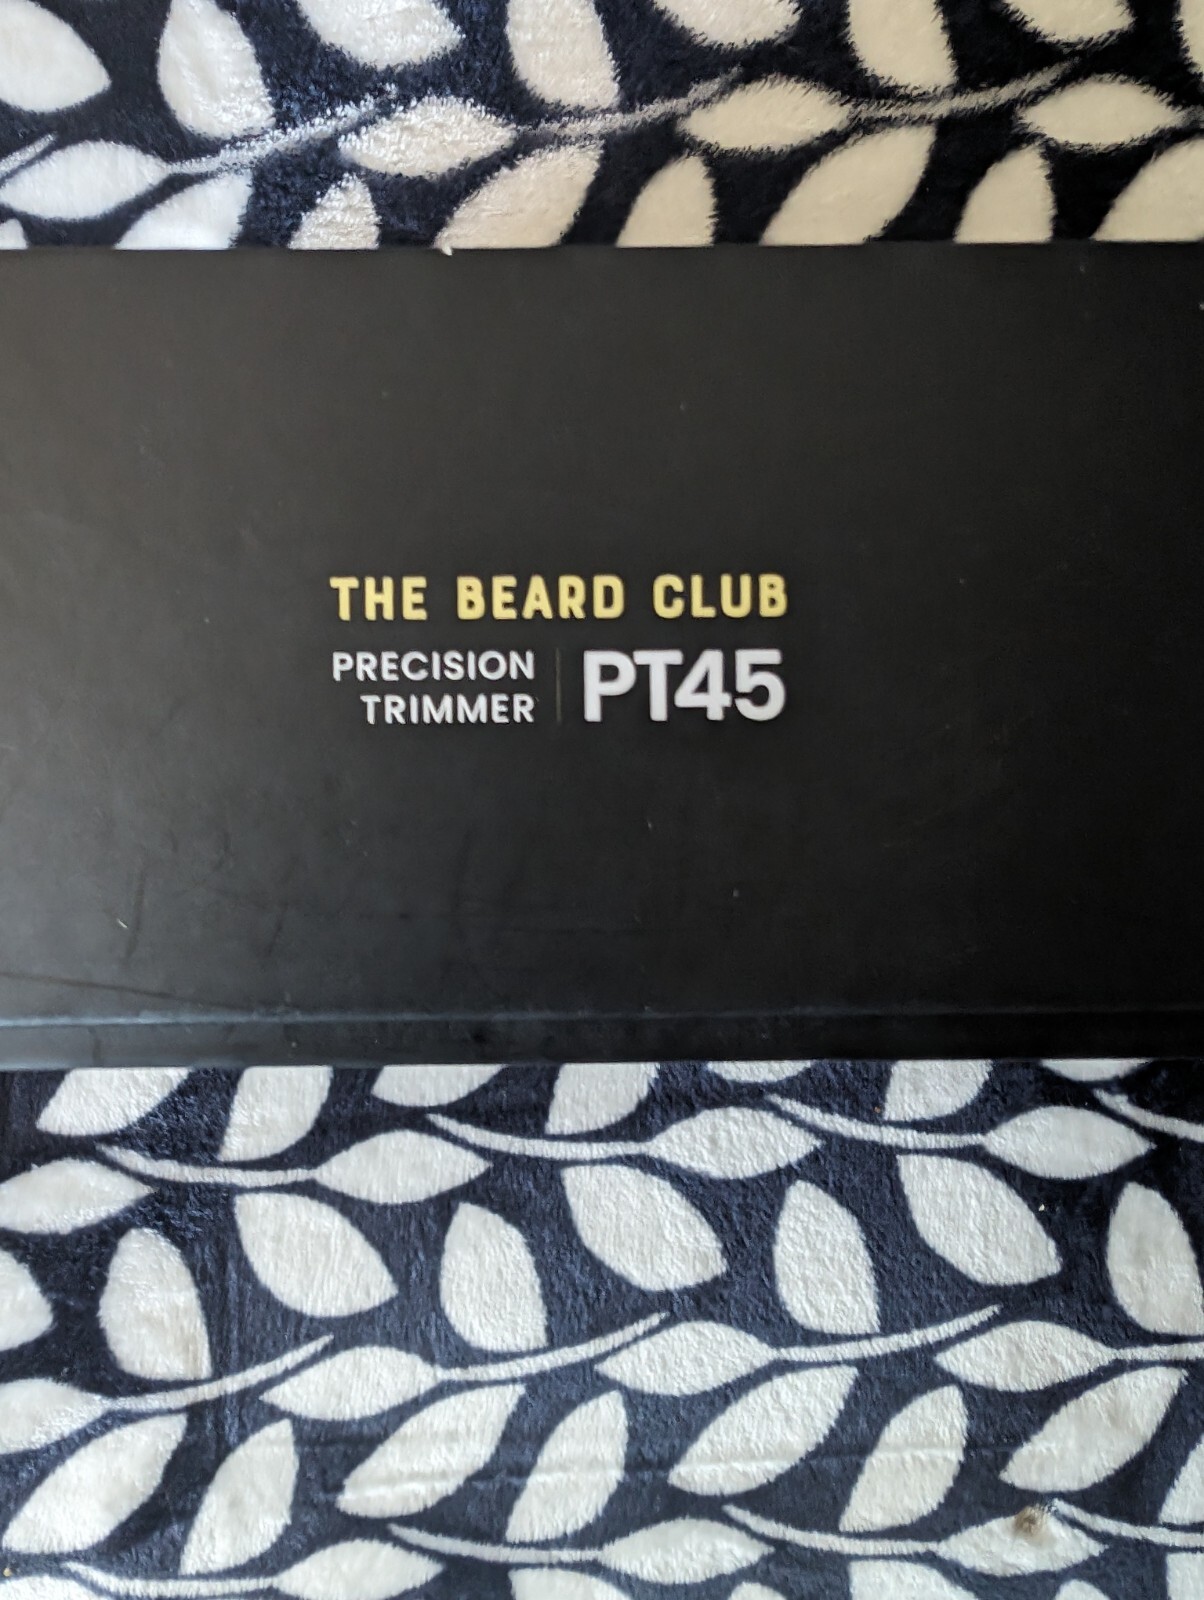 THE BEARD CLUB
PRECISION
TRIMMER
PT45